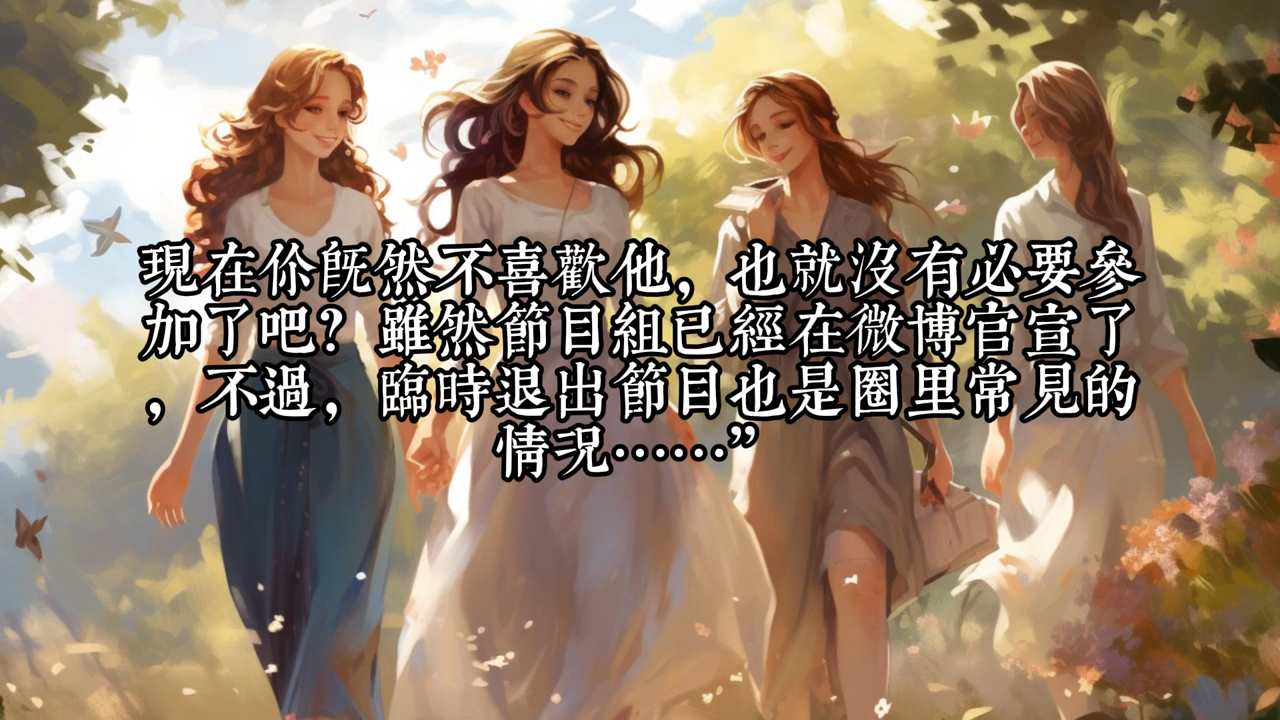 現在你既然不喜歡他，也就沒有必要參
加了吧？雖然節目組已經在微博官宣了
，不過，臨時退出節目也是圈里常見的
情况……”